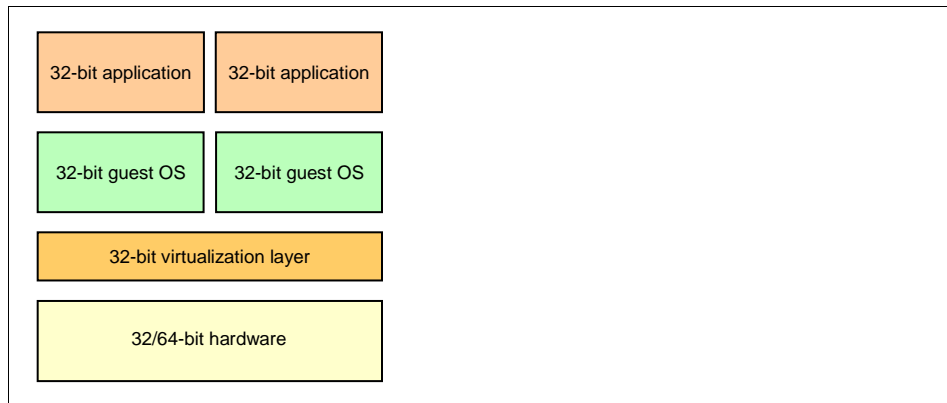 32-bit application
32-bit application
32-bit guest OS
32-bit guest OS
32-bit virtualization layer
32/64-bit hardware